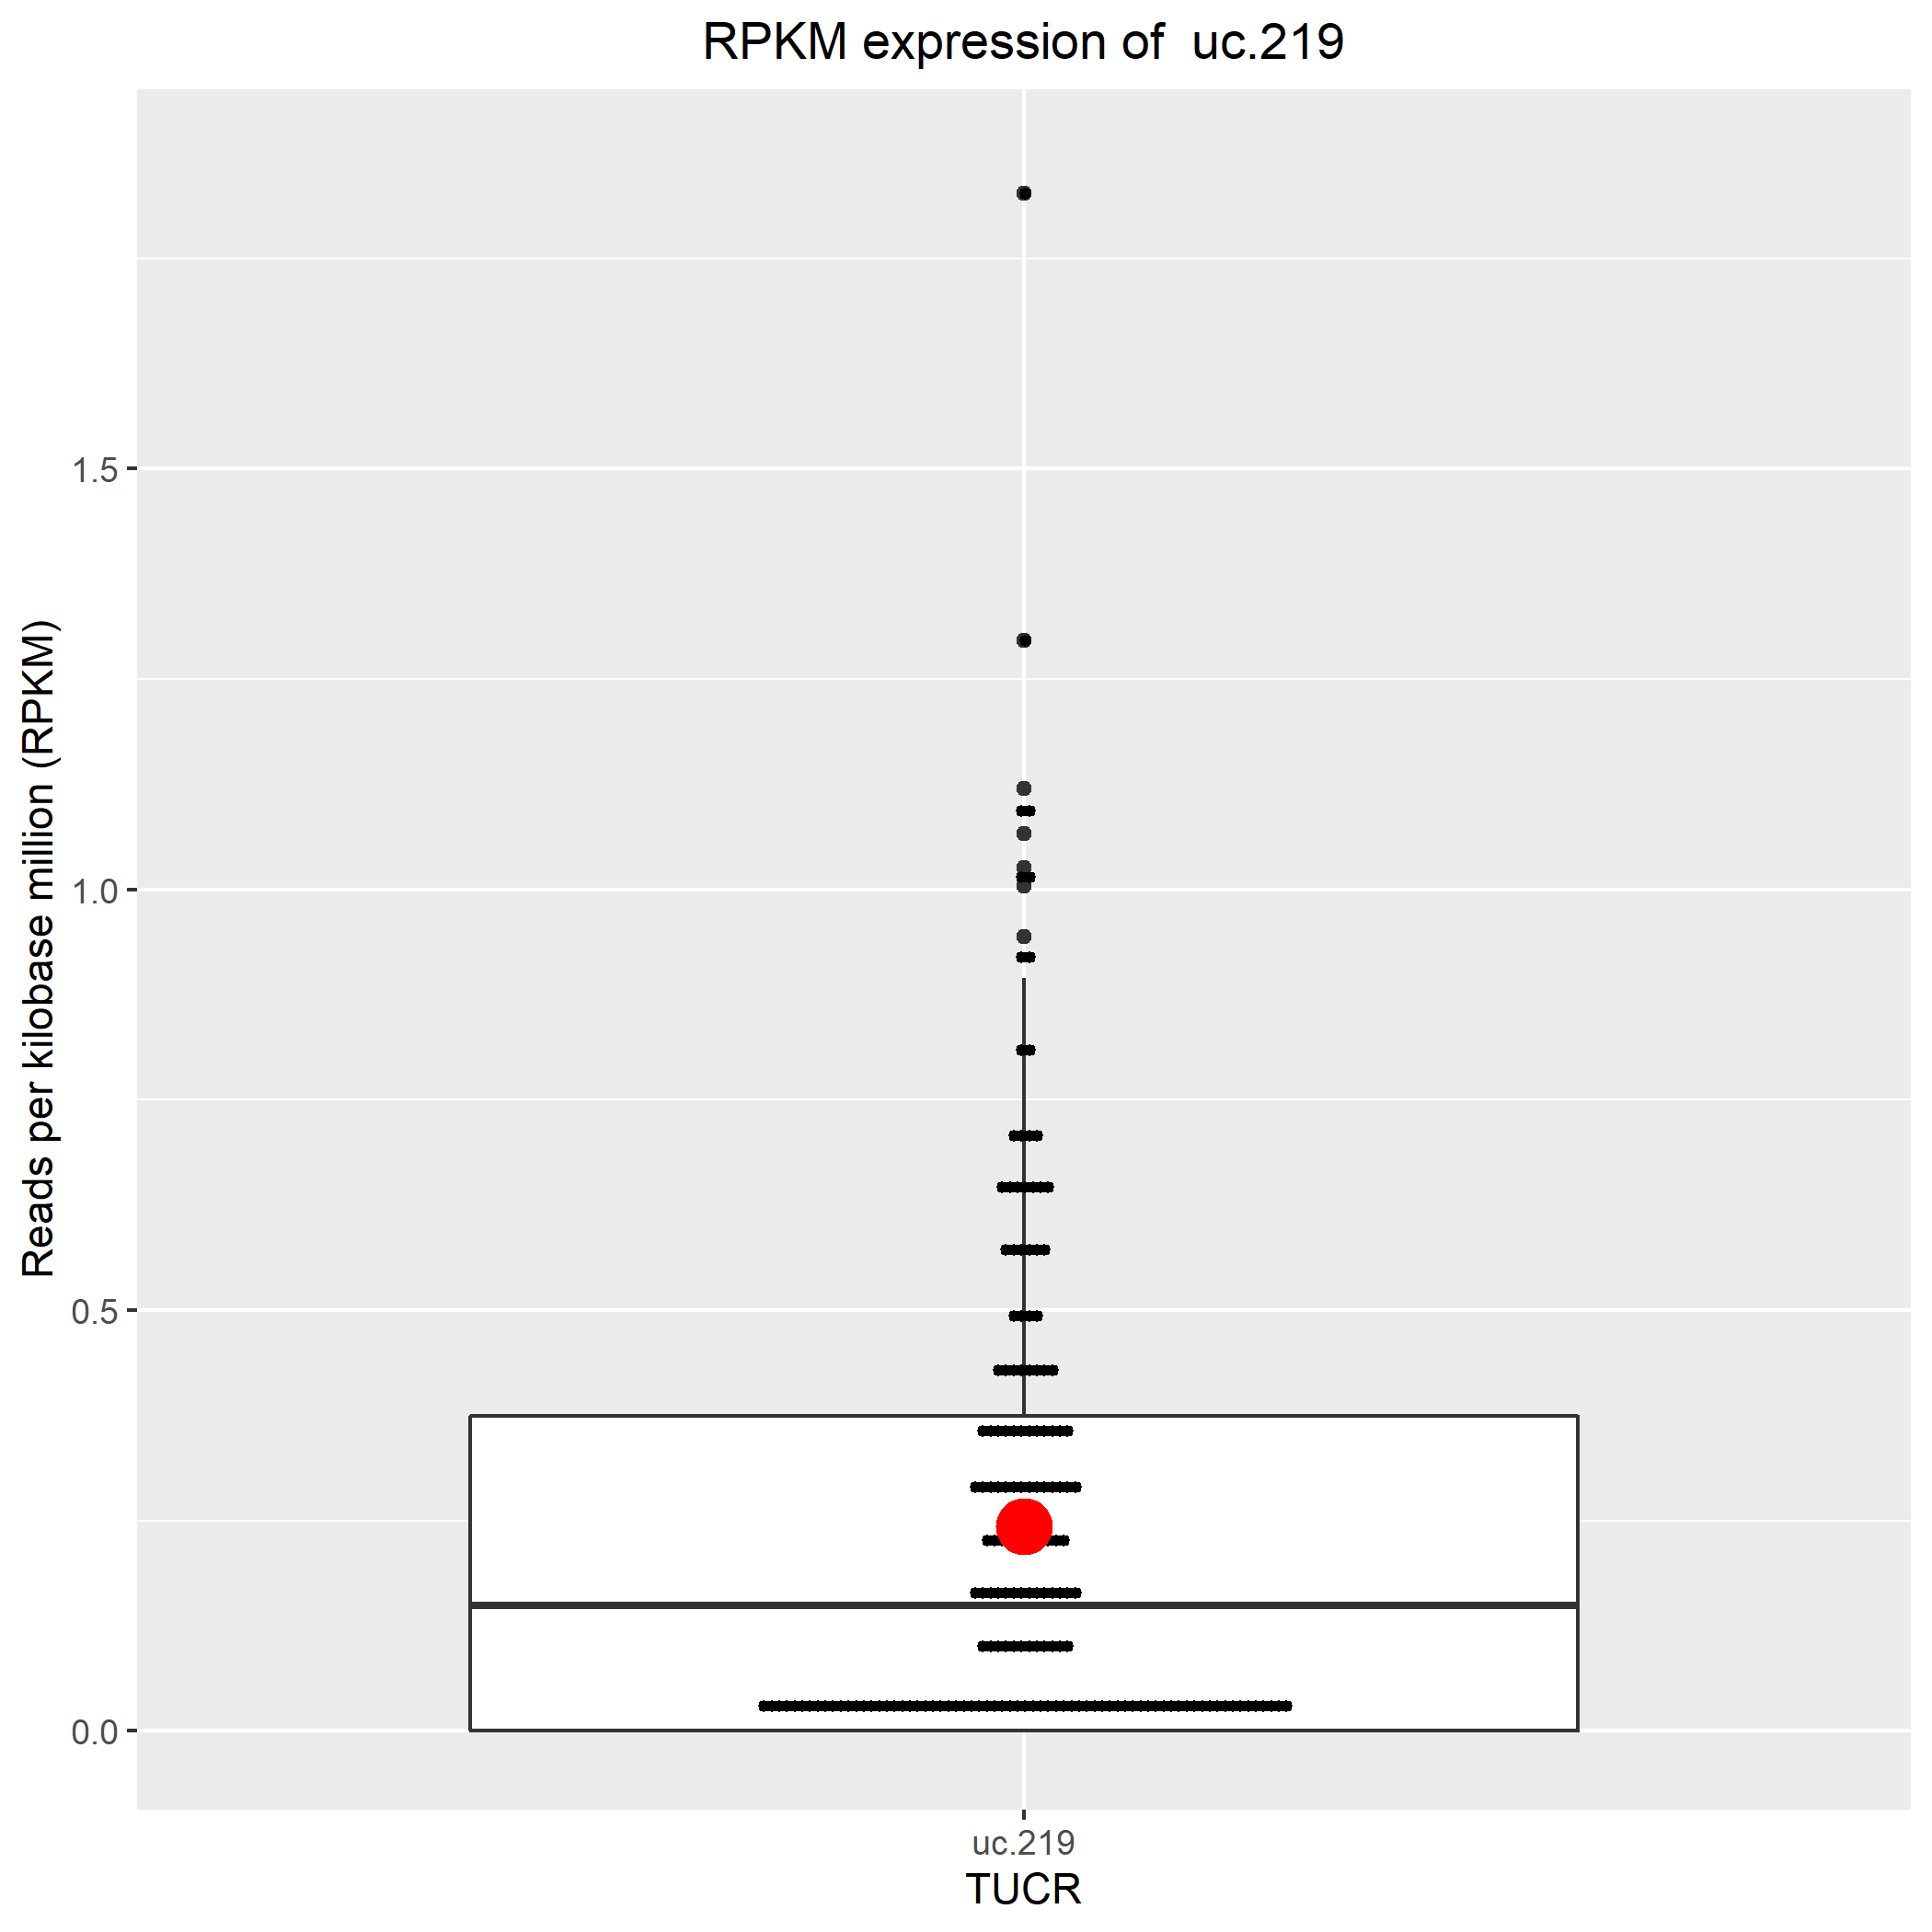 RPKM expression of  uc.219
Reads per kilobase million (RPKM)
1.5
1.0
0.5
0.0
uc.219
TUCR